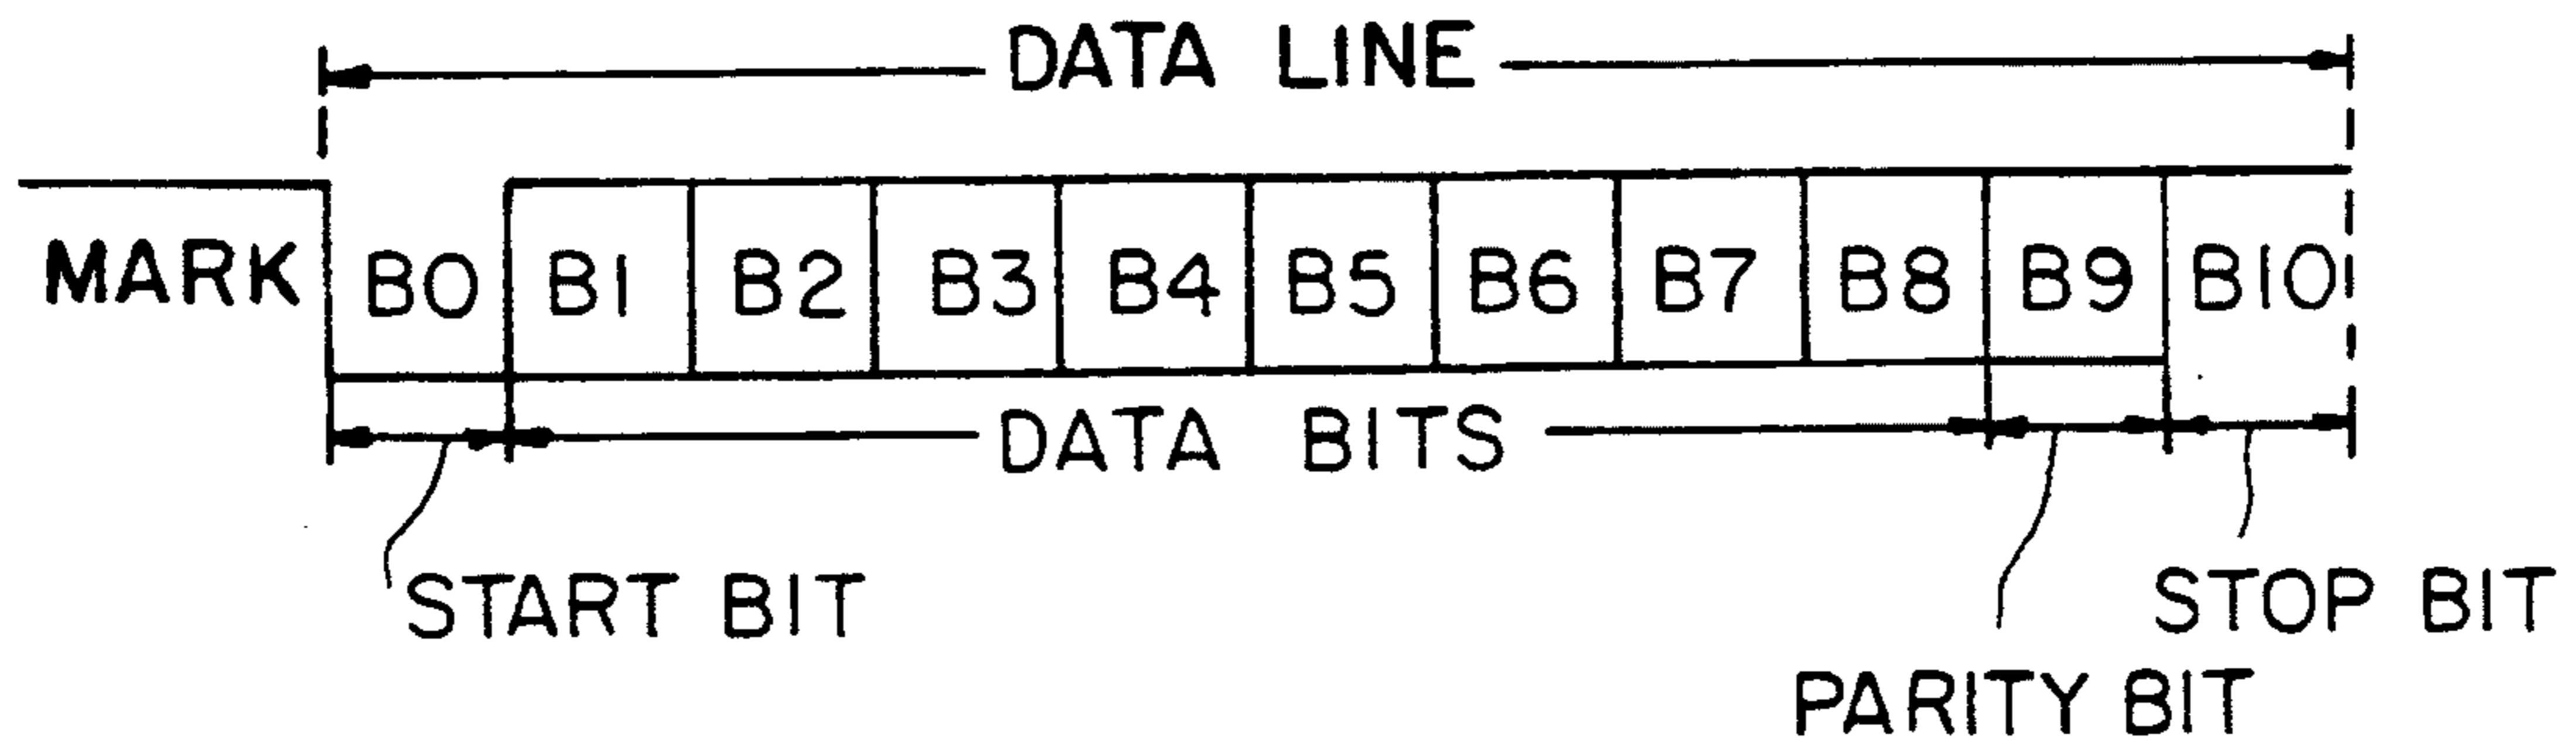 DATA LINE
MARK B0 B1 B2 B3 B4 B5 B6 B7 B8 B9 B10
DATA BITS
START BIT
STOP BIT
PARITY BIT